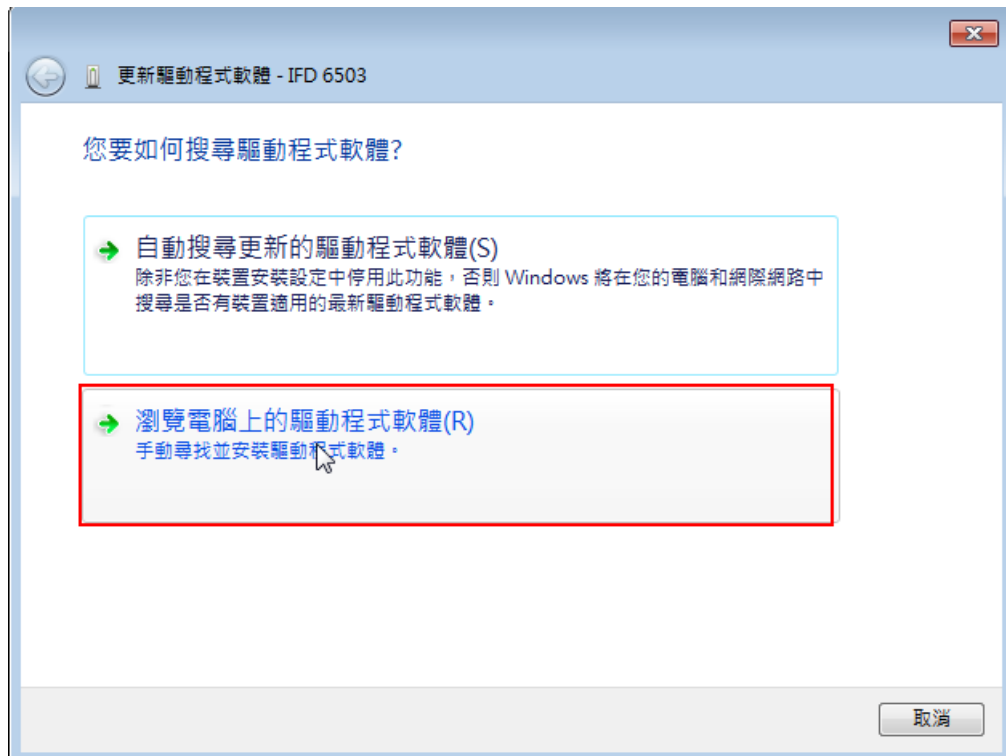 更新驅動程式軟體 - IFD 6503
您要如何搜尋驅動程式軟體?
自動搜尋更新的驅動程式軟體(S)
除非您在裝置安裝設定中停用此功能，否則 Windows 將在您的電腦和網際網路中
搜尋是否有裝置適用的最新驅動程式軟體。
瀏覽電腦上的驅動程式軟體(R)
手動尋找並安裝驅動程式軟體。
取消